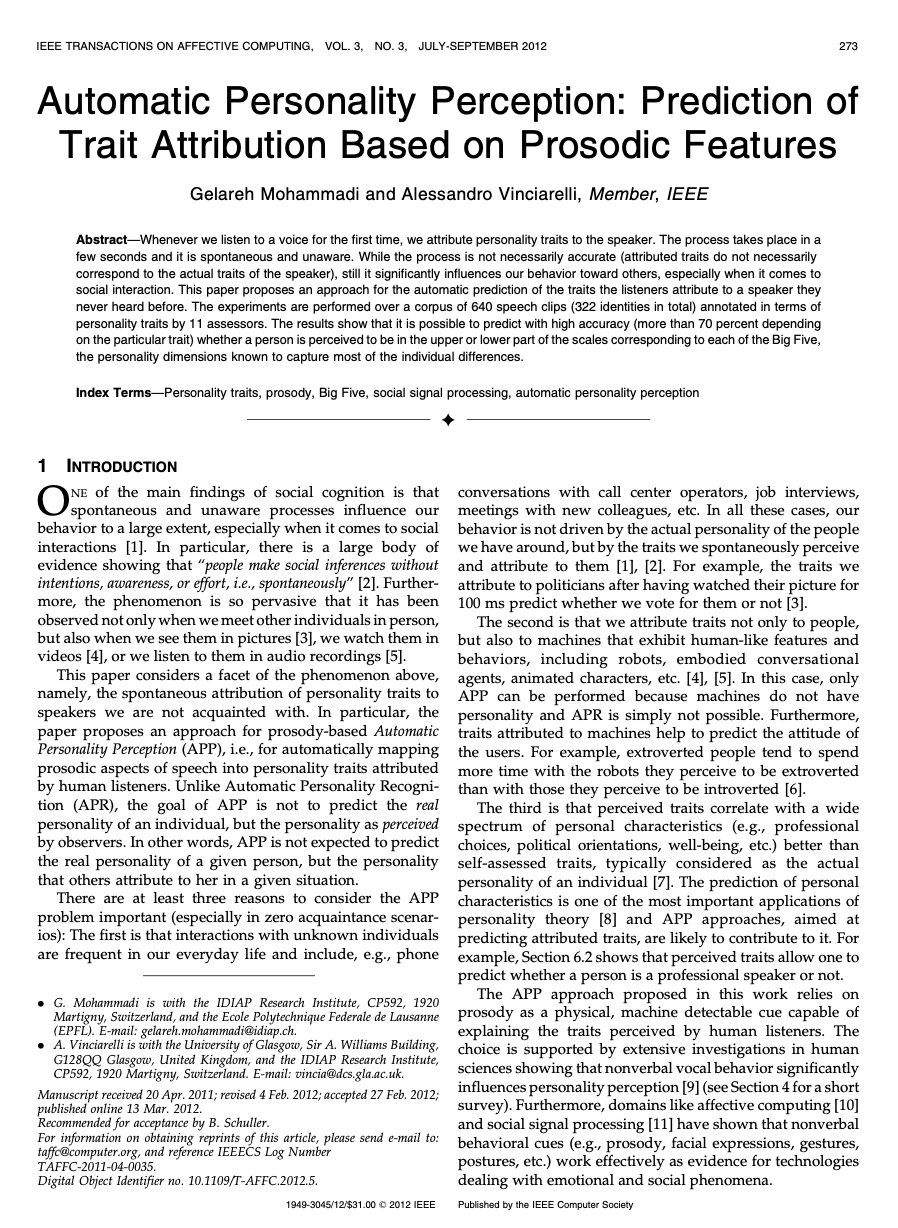 IEEE TRANSACTIONS ON AFFECTIVE COMPUTING, VOL. 3, NO. 3, JULY-SEPTEMBER 2012 273
Automatic Personality Perception: Prediction of
Trait Attribution Based on Prosodic Features
Gelareh Mohammadi and Alessandro Vinciarelli, Member, IEEE
Abstract—Whenever we listen to a voice for the first time, we attribute personality traits to the speaker. The process takes place in a
few seconds and it is spontaneous and unaware. While the process is not necessarily accurate (attributed traits do not necessarily
correspond to the actual traits of the speaker), still it significantly influences our behavior toward others, especially when it comes to
social interaction. This paper proposes an approach for the automatic prediction of the traits the listeners attribute to a speaker they
never heard before. The experiments are performed over a corpus of 640 speech clips (322 identities in total) annotated in terms of
personality traits by 11 assessors. The results show that it is possible to predict with high accuracy (more than 70 percent depending
on the particular trait) whether a person is perceived to be in the upper or lower part of the scales corresponding to each of the Big Five,
the personality dimensions known to capture most of the individual differences.
Index Terms—Personality traits, prosody, Big Five, social signal processing, automatic personality perception
1 INTRODUCTION
ONE of the main findings of social cognition is that
spontaneous and unaware processes influence our
behavior to a large extent, especially when it comes to social
interactions [1]. In particular, there is a large body of
evidence showing that “people make social inferences without
intentions, awareness, or effort, i.e., spontaneously” [2]. Further-
more, the phenomenon is so pervasive that it has been
observed not only when we meet other individuals in person,
but also when we see them in pictures [3], we watch them in
videos [4], or we listen to them in audio recordings [5].
This paper considers a facet of the phenomenon above,
namely, the spontaneous attribution of personality traits to
speakers we are not acquainted with. In particular, the
paper proposes an approach for prosody-based Automatic
Personality Perception (APP), i.e., for automatically mapping
prosodic aspects of speech into personality traits attributed
by human listeners. Unlike Automatic Personality Recogni-
tion (APR), the goal of APP is not to predict the real
personality of an individual, but the personality as perceived
by observers. In other words, APP is not expected to predict
the real personality of a given person, but the personality
that others attribute to her in a given situation.
There are at least three reasons to consider the APP
problem important (especially in zero acquaintance scenar-
ios): The first is that interactions with unknown individuals
are frequent in our everyday life and include, e.g., phone
• G. Mohammadi is with the IDIAP Research Institute, CP592, 1920
Martigny, Switzerland, and the Ecole Polytechnique Federale de Lausanne
(EPFL). E-mail: gelareh.mohammadi@idiap.ch.
• A. Vinciarelli is with the University of Glasgow, Sir A. Williams Building,
G128QQ Glasgow, United Kingdom, and the IDIAP Research Institute,
CP592, 1920 Martigny, Switzerland. E-mail: vincia@dcs.gla.ac.uk.
Manuscript received 20 Apr. 2011; revised 4 Feb. 2012; accepted 27 Feb. 2012;
published online 13 Mar. 2012.
Recommended for acceptance by B. Schuller.
For information on obtaining reprints of this article, please send e-mail to:
taffc@computer.org, and reference IEEECS Log Number
TAFFC-2011-04-0035.
Digital Object Identifier no. 10.1109/T-AFFC.2012.5.
conversations with call center operators, job interviews,
meetings with new colleagues, etc. In all these cases, our
behavior is not driven by the actual personality of the people
we have around, but by the traits we spontaneously perceive
and attribute to them [1], [2]. For example, the traits we
attribute to politicians after having watched their picture for
100 ms predict whether we vote for them or not [3].
The second is that we attribute traits not only to people,
but also to machines that exhibit human-like features and
behaviors, including robots, embodied conversational
agents, animated characters, etc. [4], [5]. In this case, only
APP can be performed because machines do not have
personality and APR is simply not possible. Furthermore,
traits attributed to machines help to predict the attitude of
the users. For example, extroverted people tend to spend
more time with the robots they perceive to be extroverted
than with those they perceive to be introverted [6].
The third is that perceived traits correlate with a wide
spectrum of personal characteristics (e.g., professional
choices, political orientations, well-being, etc.) better than
self-assessed traits, typically considered as the actual
personality of an individual [7]. The prediction of personal
characteristics is one of the most important applications of
personality theory [8] and APP approaches, aimed at
predicting attributed traits, are likely to contribute to it. For
example, Section 6.2 shows that perceived traits allow one to
predict whether a person is a professional speaker or not.
The APP approach proposed in this work relies on
prosody as a physical, machine detectable cue capable of
explaining the traits perceived by human listeners. The
choice is supported by extensive investigations in human
sciences showing that nonverbal vocal behavior significantly
influences personality perception [9] (see Section 4 for a short
survey). Furthermore, domains like affective computing [10]
and social signal processing [11] have shown that nonverbal
behavioral cues (e.g., prosody, facial expressions, gestures,
postures, etc.) work effectively as evidence for technologies
dealing with emotional and social phenomena.
1949-3045/12/$31.00 © 2012 IEEE Published by the IEEE Computer Society